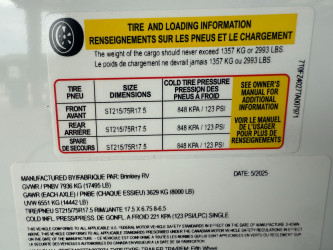 TIRE AND LOADING INFORMATION
RENSEIGNEMENTS SUR LES PNEUS ET LE CHARGEMENT
The weight of the cargo should never exceed 1357 KG or 2993 LBS
Le poids de chargement ne devrait jamais 1357 KG ou 2993 LBS
TIRE
PNEU
SIZE
DIMENSIONS
COLD TIRE PRESSURE
PRESSION DES
PNEUS À FROID
SEE OWNER'S
MANUAL FOR
ADDITIONAL
INFORMATION
VOIR LE MANUEL
DE L'USAGER
POUR PLUS DE
RENSEIGNEMENTS
FRONT
AVANT
ST215/75R17.5
848 KPA / 123 PSI
REAR
ARRIÈRE
ST215/75R17.5
848 KPA / 123 PSI
SPARE
DE SECOURS
ST215/75R17.5
848 KPA / 123 PSI
MANUFACTURED BY/FABRIQUE PAR: Brinkley RV
DATE: 5/2025
GVWR / PNBV 7936 KG (17495 LB)
GAWR (EACH AXLE) / PNBE (CHAQUE ESSIEU) 3629 KG (8000 LB)
UVW 6551 KG (14442 LB)
TIRE/PNEU ST215/75R17.5 RIM/JANTE 17.5 X 6.75 8-6.5
COLD INFL. PRESS/PRESS. DE GONFL. A FROID 221 KPA (123 PSI/LPC) SINGLE